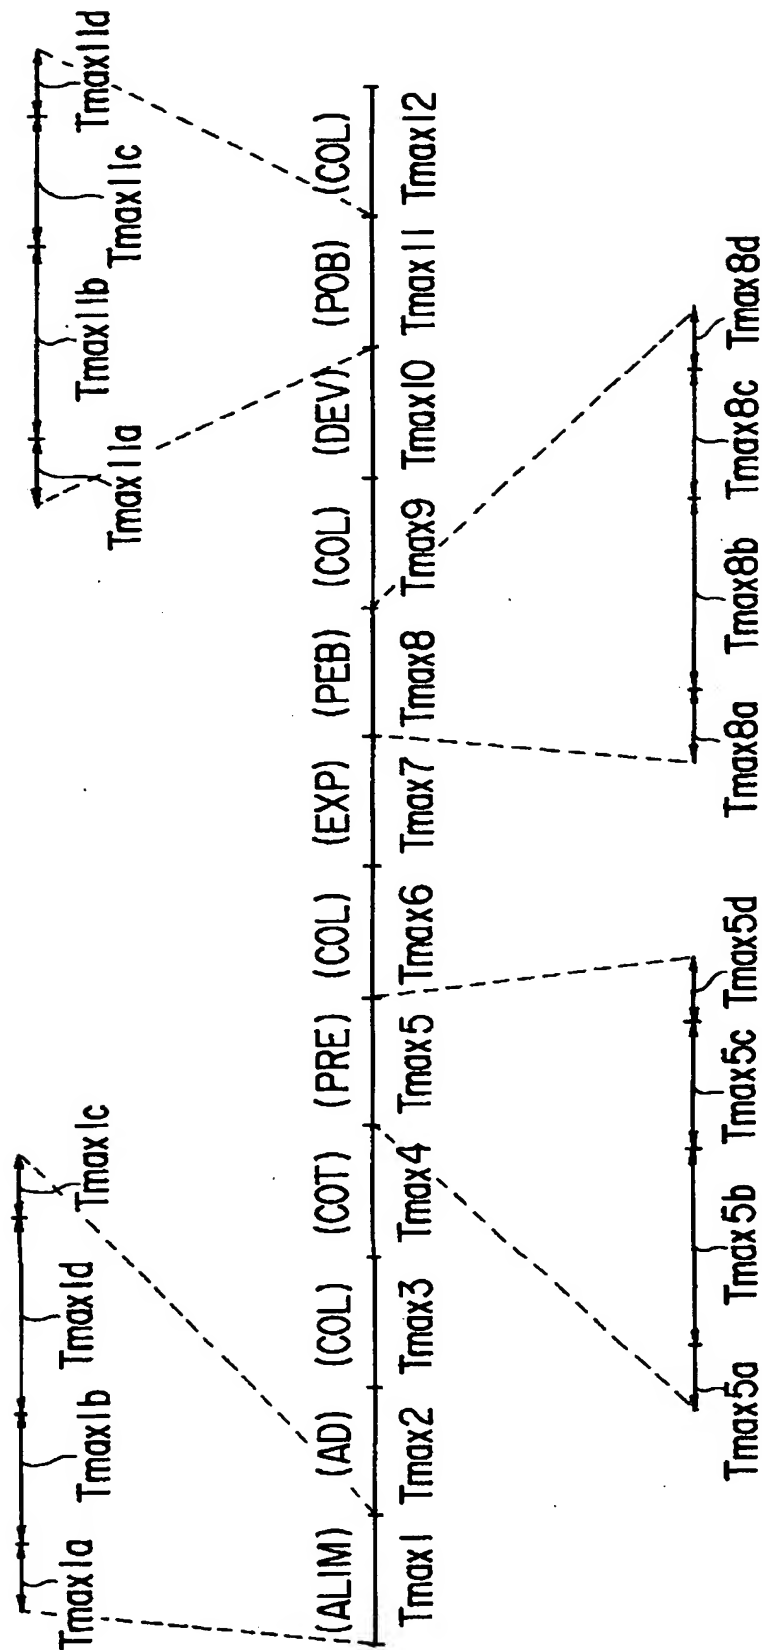 Tmax1a Tmax1b Tmax1d Tmax1c
Tmax11a Tmax11b Tmax11c Tmax11d
(ALIM) (AD) (COL) (COT) (PRE) (COL) (EXP) (PEB) (COL) (DEV) (POB) (COL)
Tmax1 Tmax2 Tmax3 Tmax4 Tmax5 Tmax6 Tmax7 Tmax8 Tmax9 Tmax10 Tmax11 Tmax12
Tmax5a Tmax5b Tmax5c Tmax5d
Tmax8a Tmax8b Tmax8c Tmax8d